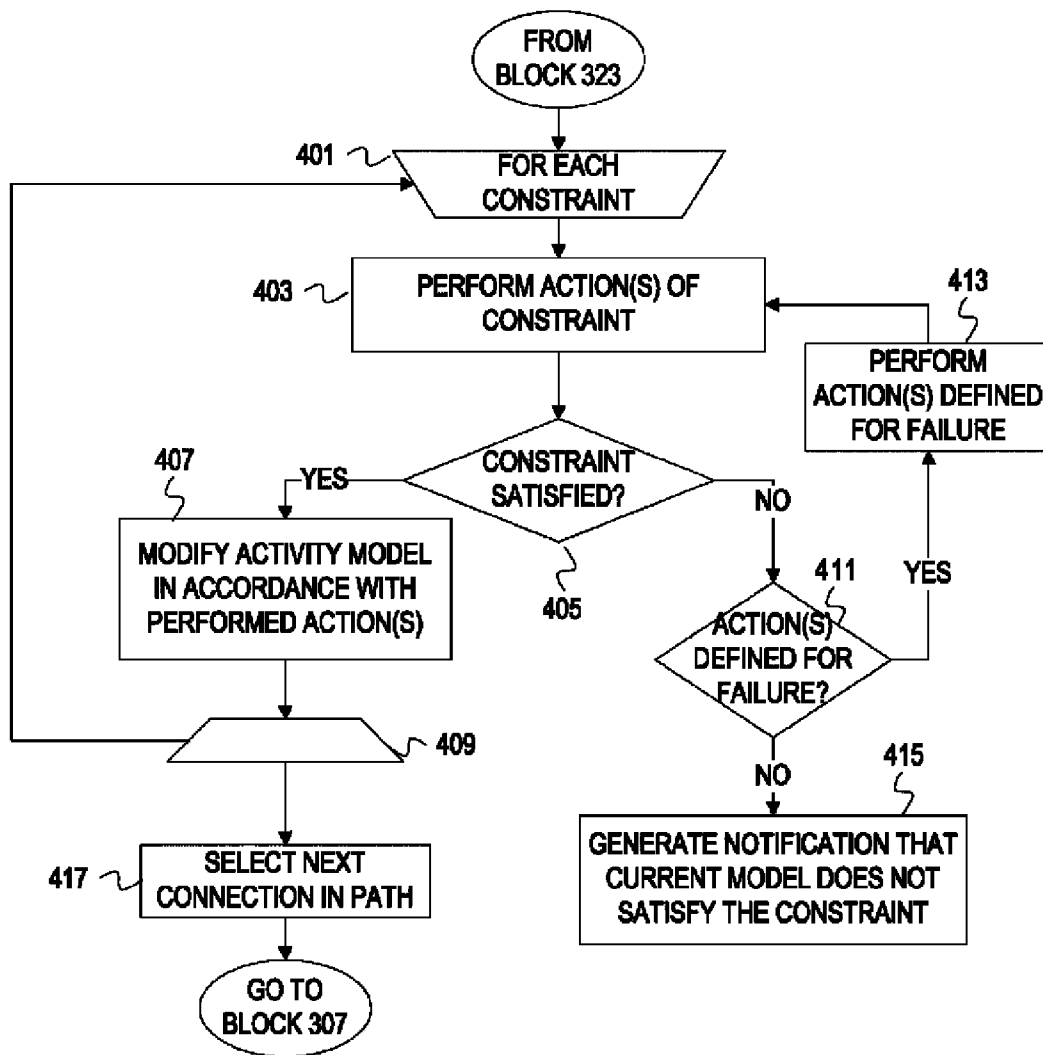 FROM
BLOCK 323
401
FOR EACH
CONSTRAINT
403
PERFORM ACTION(S) OF
CONSTRAINT
413
PERFORM
ACTION(S) DEFINED
FOR FAILURE
407
YES
CONSTRAINT
SATISFIED?
NO
405
MODIFY ACTIVITY MODEL
IN ACCORDANCE WITH
PERFORMED ACTION(S)
411
YES
ACTION(S)
DEFINED FOR
FAILURE?
409
NO
415
417
SELECT NEXT
CONNECTION IN PATH
GENERATE NOTIFICATION THAT
CURRENT MODEL DOES NOT
SATISFY THE CONSTRAINT
GO TO
BLOCK 307